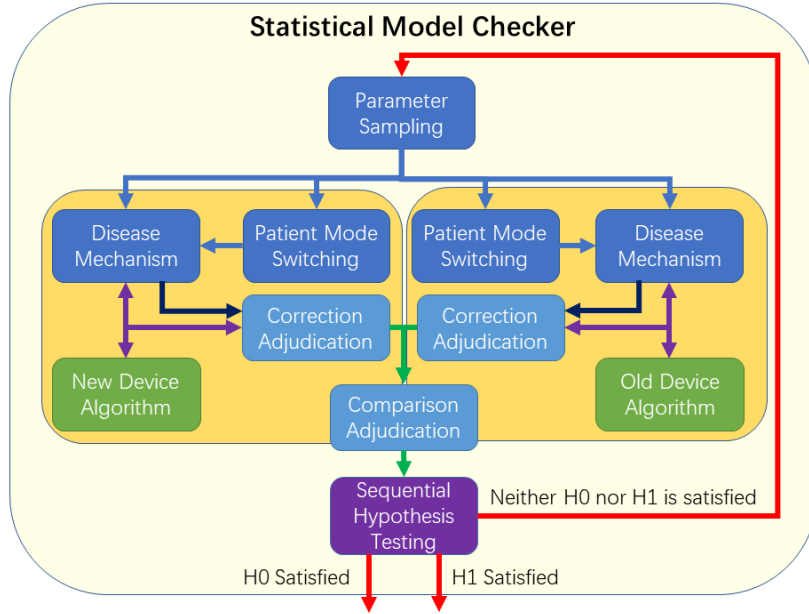 Statistical Model Checker
Parameter
Sampling
Disease
Mechanism
Patient Mode
Switching
Patient Mode
Switching
Disease
Mechanism
Correction
Adjudication
Correction
Adjudication
New Device
Algorithm
Comparison
Adjudication
Old Device
Algorithm
Sequential
Hypothesis
Testing
Neither H0 nor H1 is satisfied
H0 Satisfied
H1 Satisfied